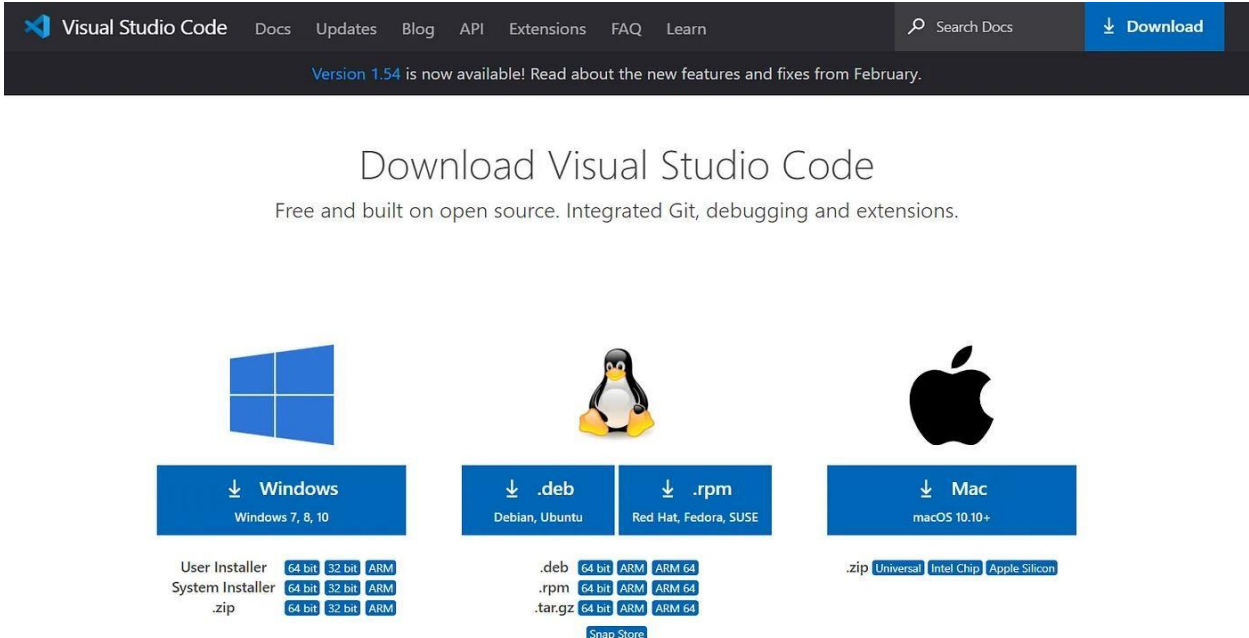 Visual Studio Code Docs Updates Blog API Extensions FAQ Learn Search Docs Download
Version 1.54 is now available! Read about the new features and fixes from February.
Download Visual Studio Code
Free and built on open source. Integrated Git, debugging and extensions.
Windows
Windows 7, 8, 10
.deb
Debian, Ubuntu
.rpm
Red Hat, Fedora, SUSE
Mac
macOS 10.10+
User Installer 64 bit 32 bit ARM
System Installer 64 bit 32 bit ARM
.zip 64 bit 32 bit ARM
.deb 64 bit ARM ARM 64
.rpm 64 bit ARM ARM 64
.tar.gz 64 bit ARM ARM 64
Snap Store
.zip Universal Intel Chip Apple Silicon